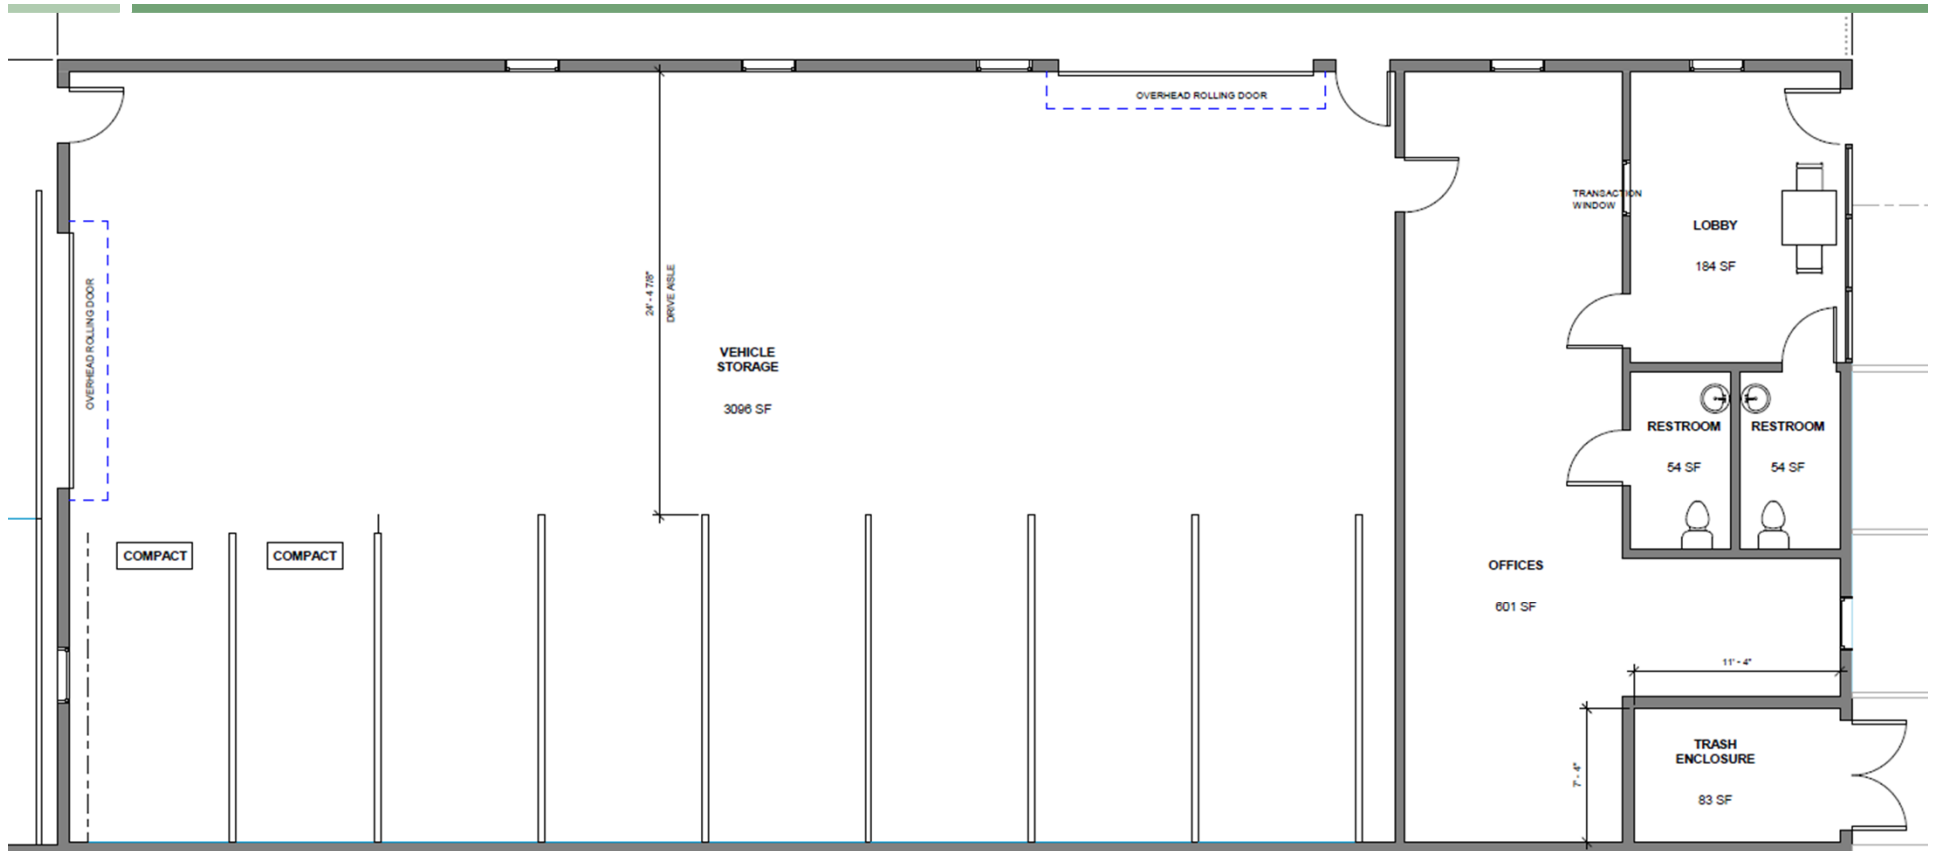 OVERHEAD ROLLING DOOR
TRANSACTION
WINDOW
LOBBY
184 SF
OVERHEAD ROLLING DOOR
24' - 4 7/8"
DRIVE AISLE
VEHICLE
STORAGE
3096 SF
RESTROOM
54 SF
RESTROOM
54 SF
COMPACT
COMPACT
OFFICES
601 SF
11' - 4"
7' - 4"
TRASH
ENCLOSURE
83 SF